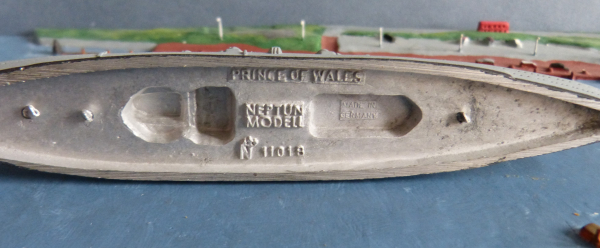 PRINCE OF WALES
NEPTUN
MODELL
N 1101B
MADE IN
GERMANY